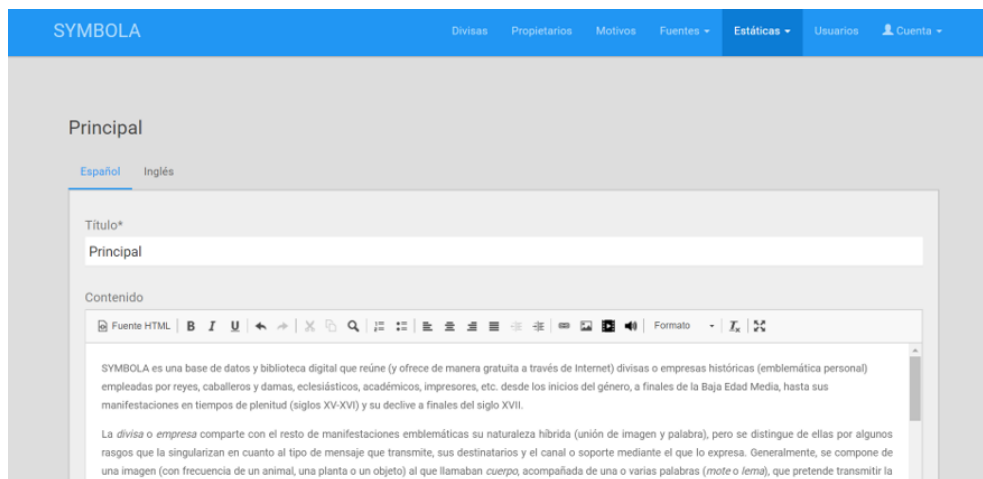 SYMBOLA
Divisas Propietarios Motivos Fuentes Estáticas Usuarios Cuenta
Principal
Español Inglés
Título*
Principal
Contenido
Fuente HTML B I U Formato Ix
SYMBOLA es una base de datos y biblioteca digital que reúne (y ofrece de manera gratuita a través de Internet) divisas o empresas históricas (emblemática personal)
empleadas por reyes, caballeros y damas, eclesiásticos, académicos, impresores, etc. desde los inicios del género, a finales de la Baja Edad Media, hasta sus
manifestaciones en tiempos de plenitud (siglos XV-XVI) y su declive a finales del siglo XVII.
La divisa o empresa comparte con el resto de manifestaciones emblemáticas su naturaleza híbrida (unión de imagen y palabra), pero se distingue de ellas por algunos
rasgos que la singularizan en cuanto al tipo de mensaje que transmite, sus destinatarios y el canal o soporte mediante el que lo expresa. Generalmente, se compone de
una imagen (con frecuencia de un animal, una planta o un objeto) al que llamaban cuerpo, acompañada de una o varias palabras (mote o lema), que pretende transmitir la